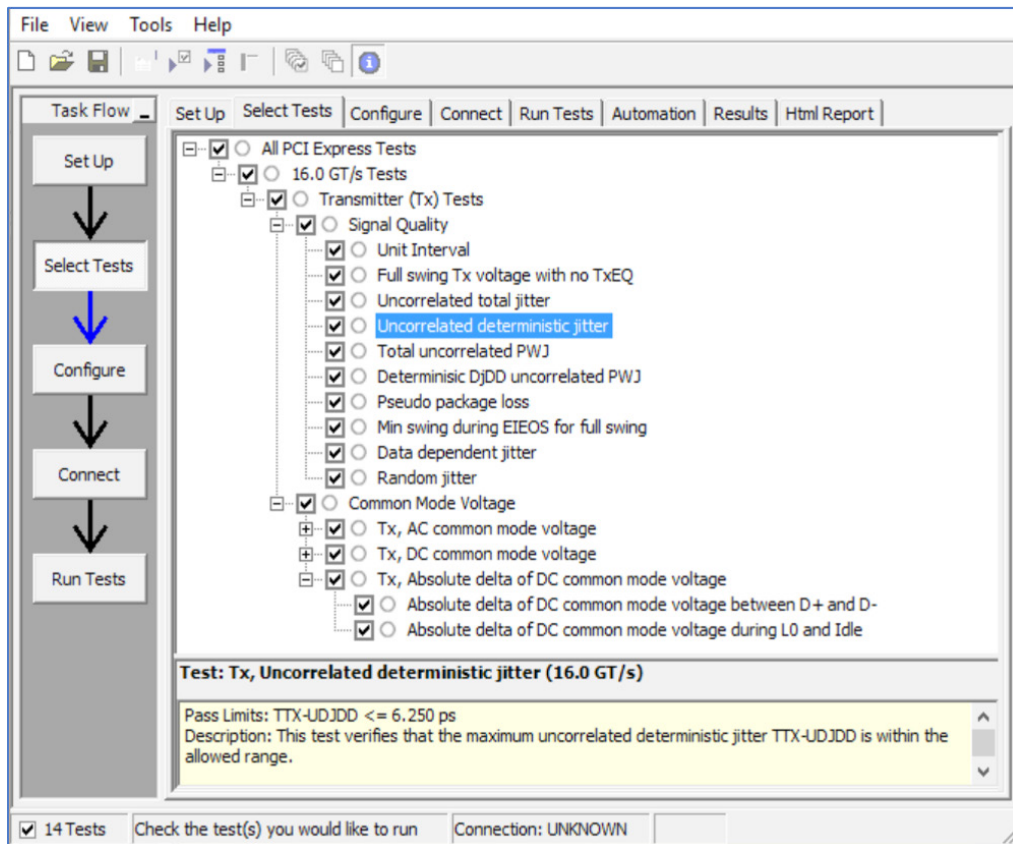 File View Tools Help
Task Flow
Set Up
Select Tests
Configure
Connect
Run Tests
Set Up Select Tests Configure Connect Run Tests Automation Results Html Report
All PCI Express Tests
16.0 GT/s Tests
Transmitter (Tx) Tests
Signal Quality
Unit Interval
Full swing Tx voltage with no TxEQ
Uncorrelated total jitter
Uncorrelated deterministic jitter
Total uncorrelated PWJ
Determinisic DjDD uncorrelated PWJ
Pseudo package loss
Min swing during EIEOS for full swing
Data dependent jitter
Random jitter
Common Mode Voltage
Tx, AC common mode voltage
Tx, DC common mode voltage
Tx, Absolute delta of DC common mode voltage
Absolute delta of DC common mode voltage between D+ and D-
Absolute delta of DC common mode voltage during L0 and Idle
Test: Tx, Uncorrelated deterministic jitter (16.0 GT/s)
Pass Limits: TTX-UDJDD <= 6.250 ps
Description: This test verifies that the maximum uncorrelated deterministic jitter TTX-UDJDD is within the
allowed range.
14 Tests Check the test(s) you would like to run Connection: UNKNOWN